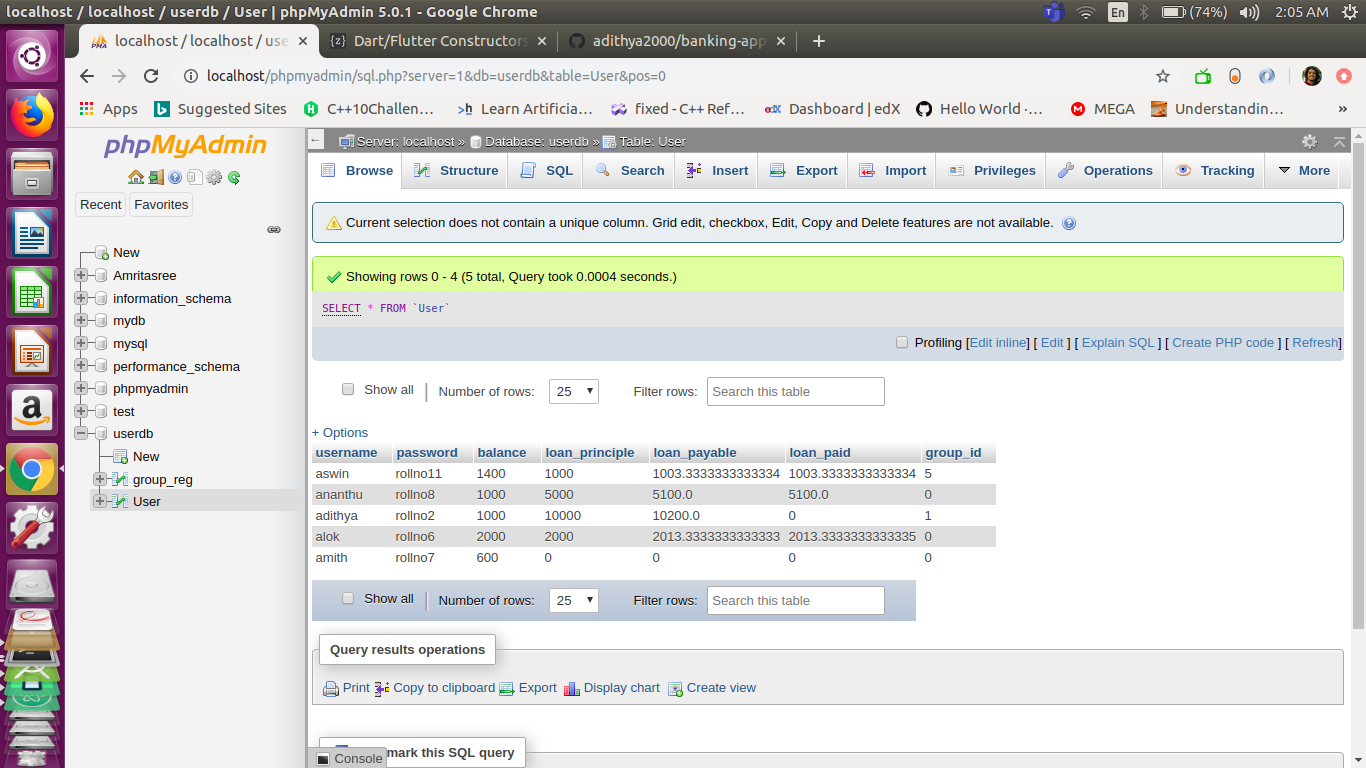 localhost / localhost / userdb / User | phpMyAdmin 5.0.1 - Google Chrome En (74%) 2:05 AM
PMA localhost / localhost / use Dart/Flutter Constructors adithya2000/banking-app
localhost/phpmyadmin/sql.php?server=1&db=userdb&table=User&pos=0
Apps Suggested Sites C++10Challen… Learn Artificia… fixed - C++ Ref… edX Dashboard | edX Hello World · … MEGA Understandin… »
phpMyAdmin
Recent Favorites
New
Amritasree
information_schema
mydb
mysql
performance_schema
phpmyadmin
test
userdb
New
group_reg
User
Server: localhost » Database: userdb » Table: User
Browse Structure SQL Search Insert Export Import Privileges Operations Tracking More
Current selection does not contain a unique column. Grid edit, checkbox, Edit, Copy and Delete features are not available.
Showing rows 0 - 4 (5 total, Query took 0.0004 seconds.)
SELECT * FROM `User`
Profiling [Edit inline] [ Edit ] [ Explain SQL ] [ Create PHP code ] [ Refresh]
Show all | Number of rows: 25 Filter rows: Search this table
+ Options
username password balance loan_principle loan_payable loan_paid group_id
aswin rollno11 1400 1000 1003.3333333333334 1003.3333333333334 5
ananthu rollno8 1000 5000 5100.0 5100.0 0
adithya rollno2 1000 10000 10200.0 0 1
alok rollno6 2000 2000 2013.3333333333333 2013.3333333333335 0
amith rollno7 600 0 0 0 0
Show all | Number of rows: 25 Filter rows: Search this table
Query results operations
Print Copy to clipboard Export Display chart Create view
mark this SQL query
Console